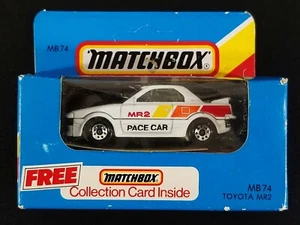 MB74
MATCHBOX
MR2
PACE CAR
FREE
MATCHBOX
Collection Card Inside
MB74
TOYOTA MR2